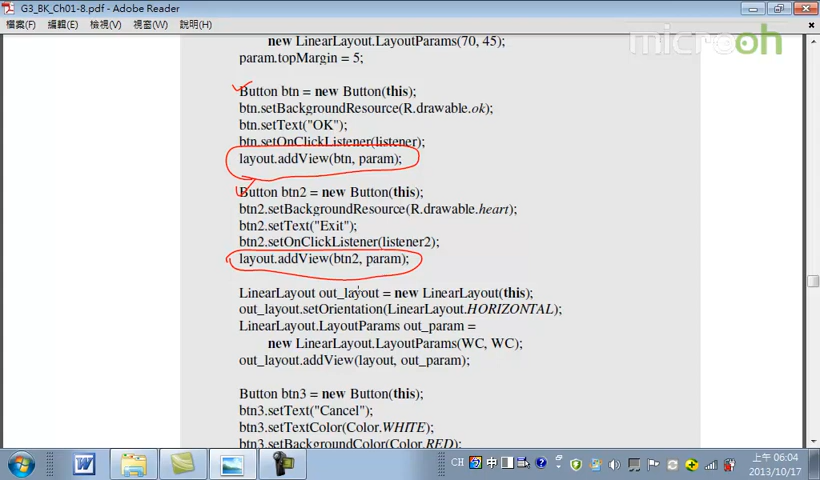 G3_BK_Ch01-8.pdf - Adobe Reader
檔案(F) 編輯(E) 檢視(V) 視窗(W) 說明(H)
microoh
new LinearLayout.LayoutParams(70, 45);
param.topMargin = 5;
Button btn = new Button(this);
btn.setBackgroundResource(R.drawable.ok);
btn.setText("OK");
btn.setOnClickListener(listener);
layout.addView(btn, param);
Button btn2 = new Button(this);
btn2.setBackgroundResource(R.drawable.heart);
btn2.setText("Exit");
btn2.setOnClickListener(listener2);
layout.addView(btn2, param);
LinearLayout out_layout = new LinearLayout(this);
out_layout.setOrientation(LinearLayout.HORIZONTAL);
LinearLayout.LayoutParams out_param =
new LinearLayout.LayoutParams(WC, WC);
out_layout.addView(layout, out_param);
Button btn3 = new Button(this);
btn3.setText("Cancel");
btn3.setTextColor(Color.WHITE);
btn3.setBackgroundColor(Color.RED);
CH 中
上午 06:04
2013/10/17